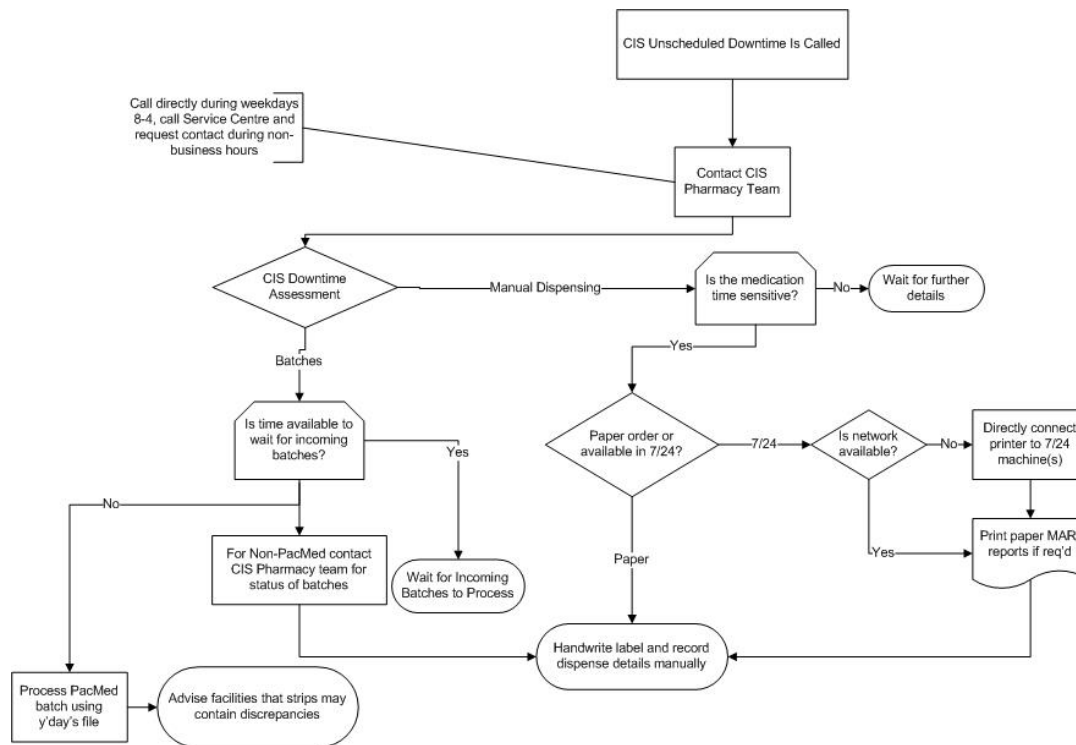 CIS Unscheduled Downtime Is Called
Call directly during weekdays
8-4, call Service Centre and
request contact during non-
business hours
Contact CIS
Pharmacy Team
CIS Downtime
Assessment
Manual Dispensing
Is the medication
time sensitive?
No
Wait for further
details
Batches
Yes
Is time available to
wait for incoming
batches?
Yes
Paper order or
available in 7/24?
7/24
Is network
available?
No
Directly connect
printer to 7/24
machine(s)
No
For Non-PacMed contact
CIS Pharmacy team for
status of batches
Wait for Incoming
Batches to Process
Paper
Yes
Print paper MAR
reports if req'd
Handwrite label and record
dispense details manually
Process PacMed
batch using
y'day's file
Advise facilities that strips may
contain discrepancies